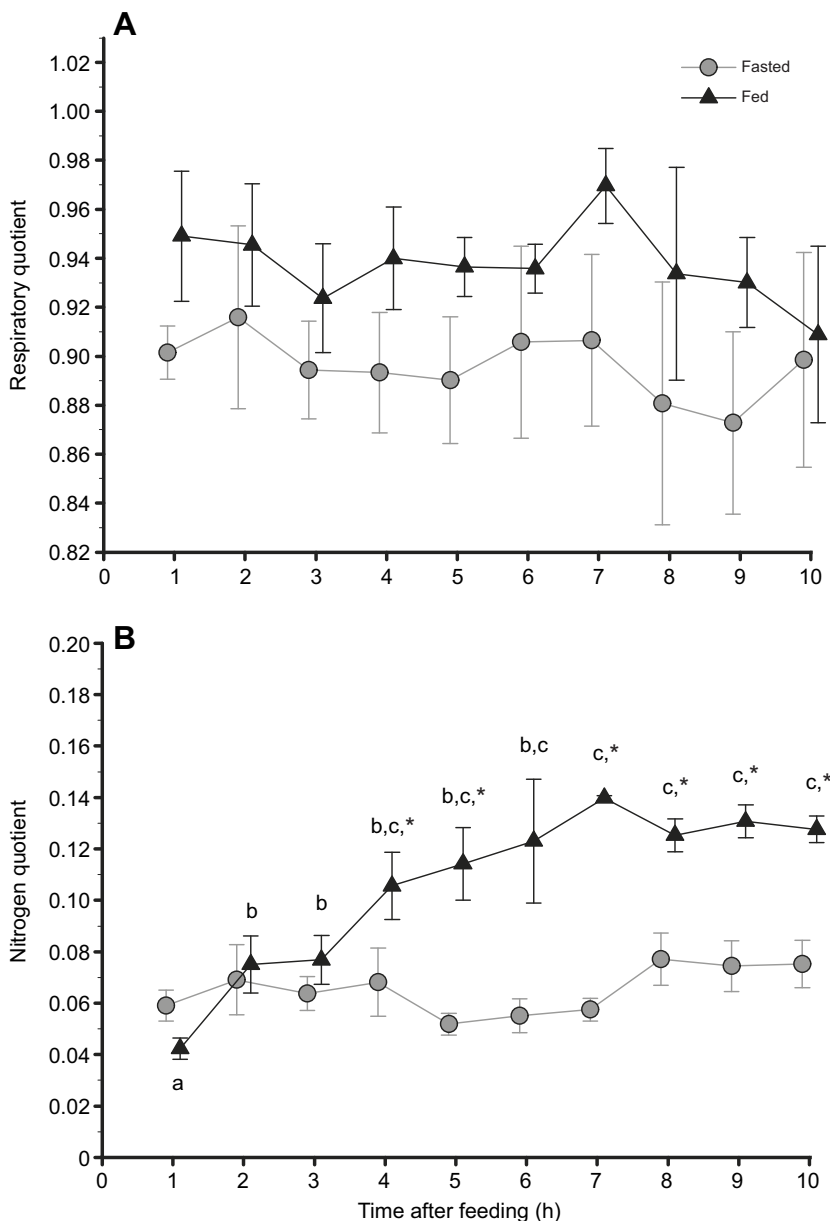 A
1.02
1.00
0.98
0.96
0.94
0.92
0.90
0.88
0.86
0.84
0.82
Respiratory quotient
Fasted
Fed
0 1 2 3 4 5 6 7 8 9 10
B
0.20
0.18
0.16
0.14
0.12
0.10
0.08
0.06
0.04
0.02
0
Nitrogen quotient
a
b
b
b,c,*
b,c,*
b,c
c,*
c,*
c,*
c,*
0 1 2 3 4 5 6 7 8 9 10
Time after feeding (h)